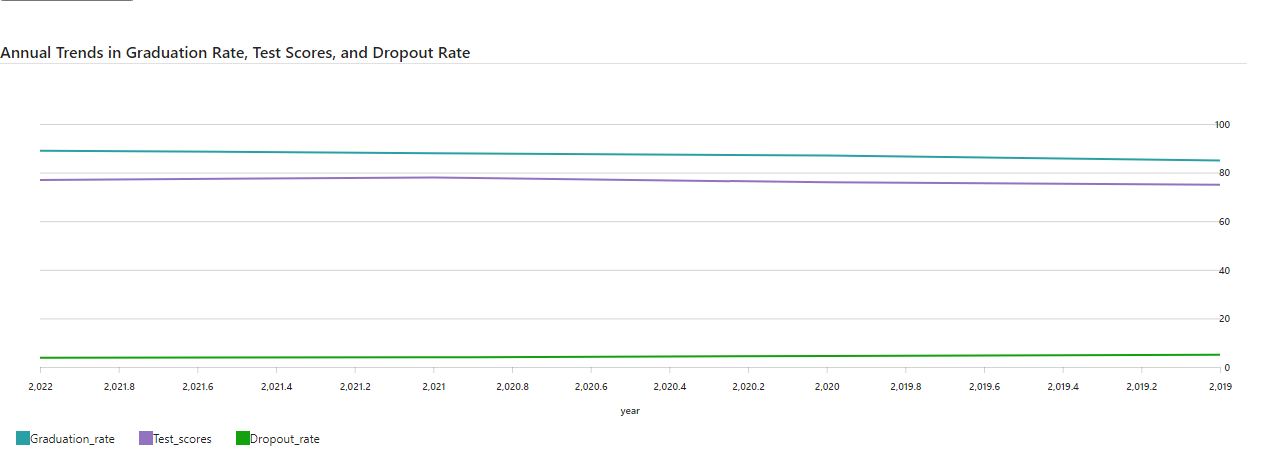 Annual Trends in Graduation Rate, Test Scores, and Dropout Rate
100
80
60
40
20
0
2,022 2,021.8 2,021.6 2,021.4 2,021.2 2,021 2,020.8 2,020.6 2,020.4 2,020.2 2,020 2,019.8 2,019.6 2,019.4 2,019.2 2,019
year
Graduation_rate Test_scores Dropout_rate